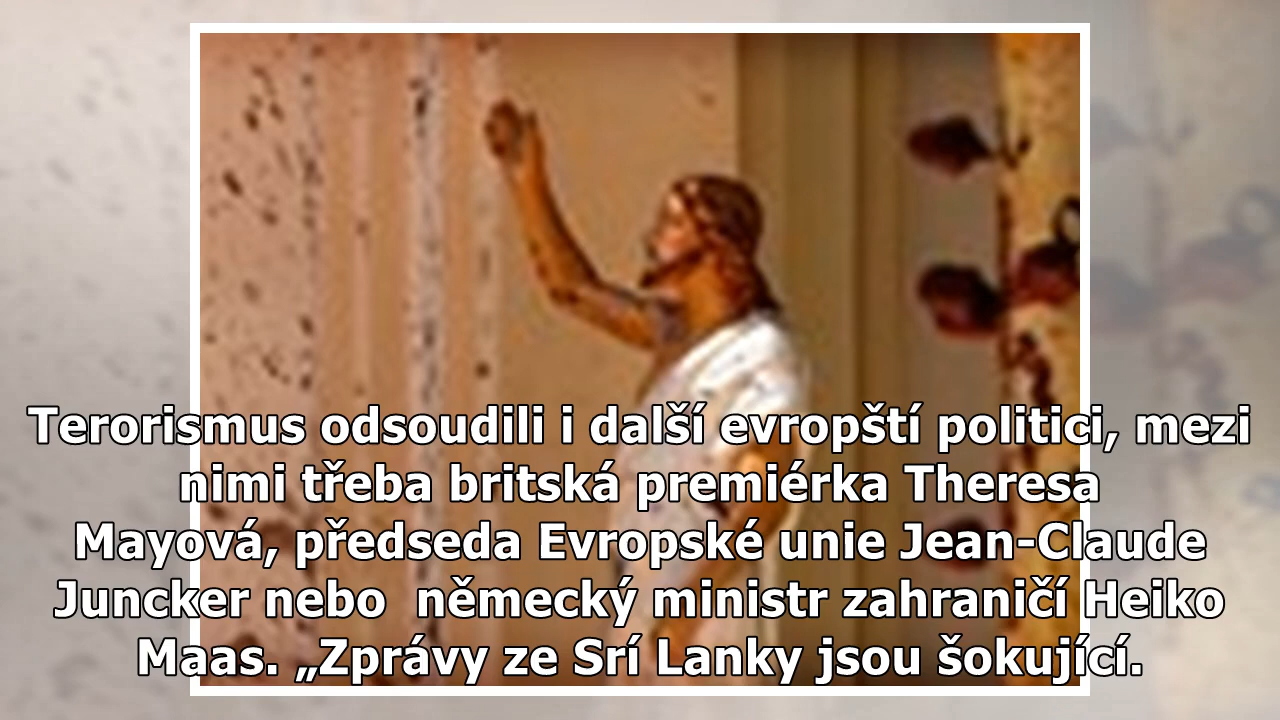 Terorismus odsoudili i další evropští politici, mezi
nimi třeba britská premiérka Theresa
Mayová, předseda Evropské unie Jean-Claude
Juncker nebo  německý ministr zahraničí Heiko
Maas. „Zprávy ze Srí Lanky jsou šokující.